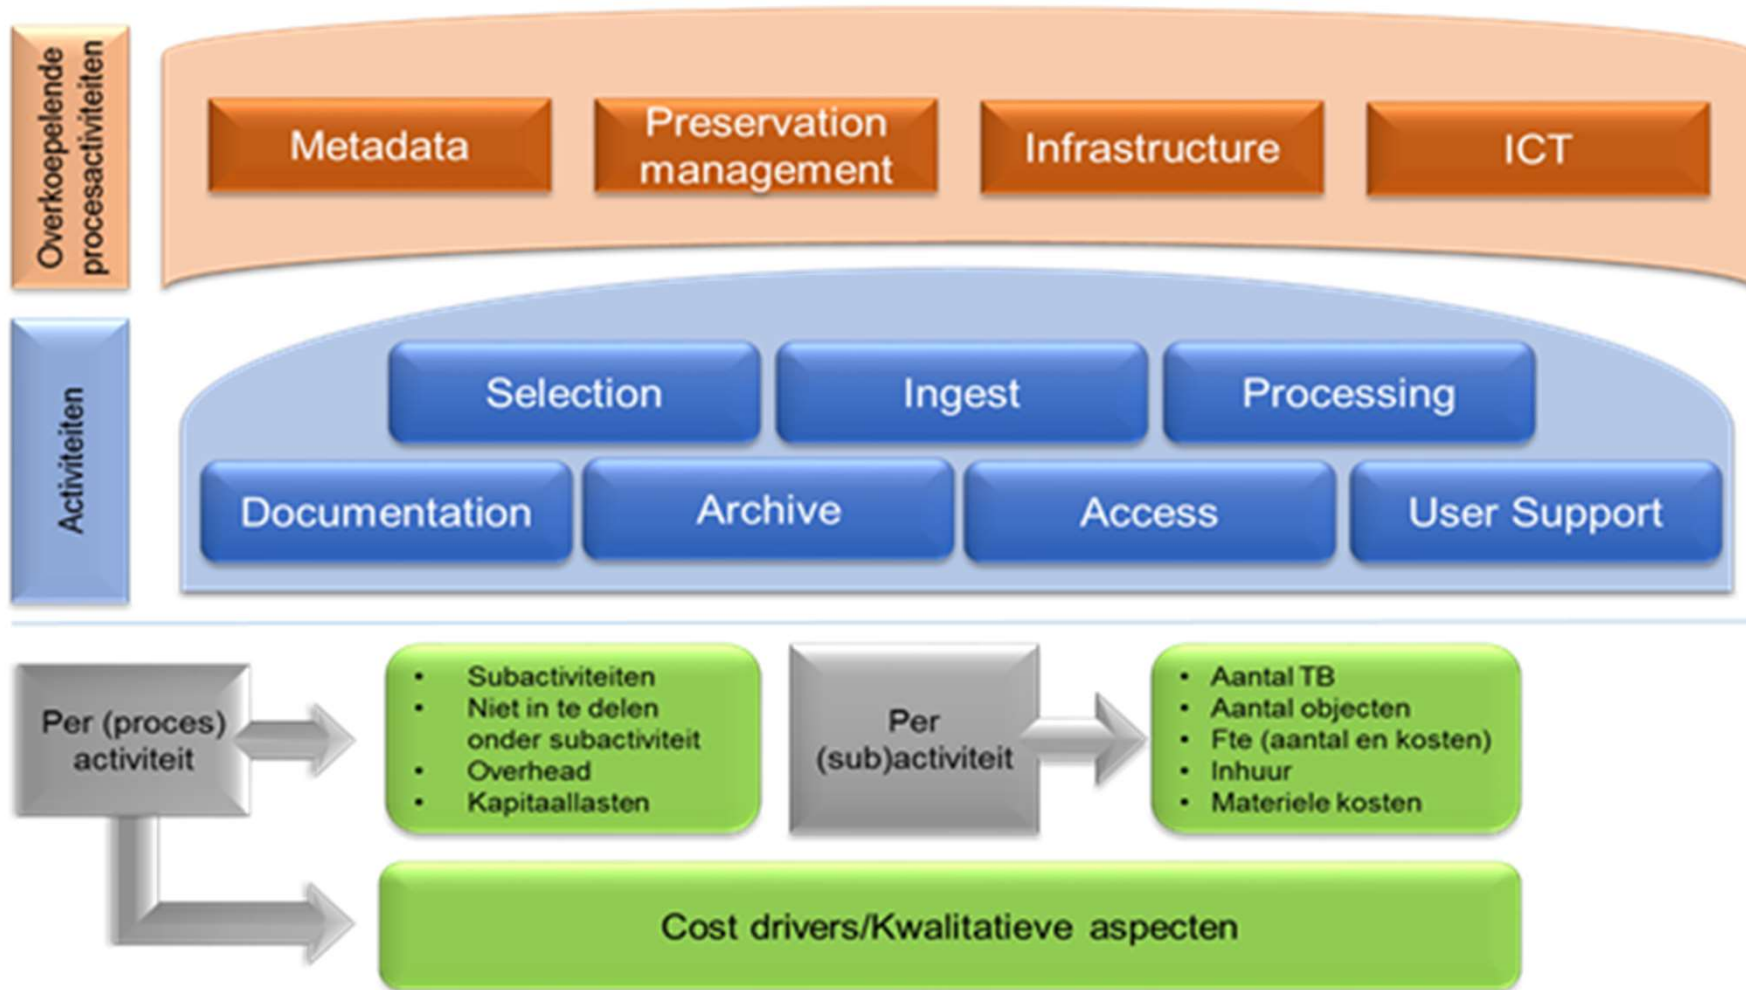 Overkoepelende
procesactiviteiten
Metadata
Preservation
management
Infrastructure
ICT
Activiteiten
Selection
Ingest
Processing
Documentation
Archive
Access
User Support
Per (proces)
activiteit
• Subactiviteiten
• Niet in te delen
onder subactiviteit
• Overhead
• Kapitaallasten
Per
(sub)activiteit
• Aantal TB
• Aantal objecten
• Fte (aantal en kosten)
• Inhuur
• Materiele kosten
Cost drivers/Kwalitatieve aspecten